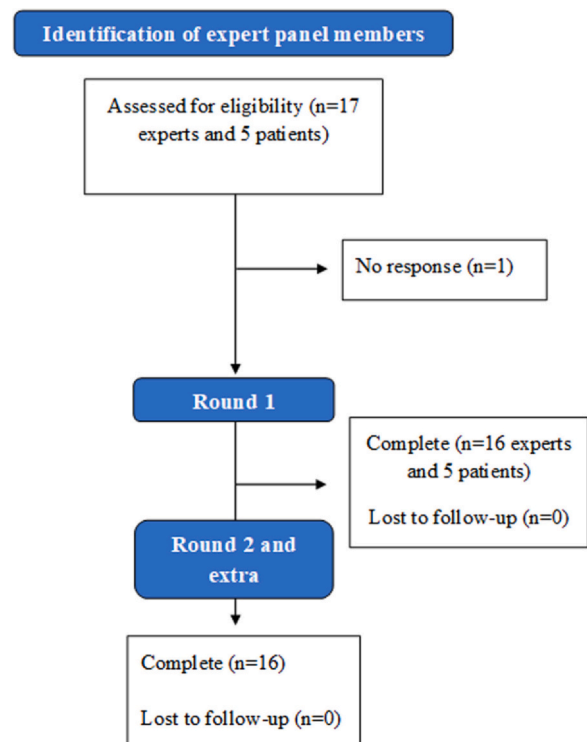 Identification of expert panel members
Assessed for eligibility (n=17
experts and 5 patients)
No response (n=1)
Round 1
Complete (n=16 experts
and 5 patients)
Lost to follow-up (n=0)
Round 2 and
extra
Complete (n=16)
Lost to follow-up (n=0)